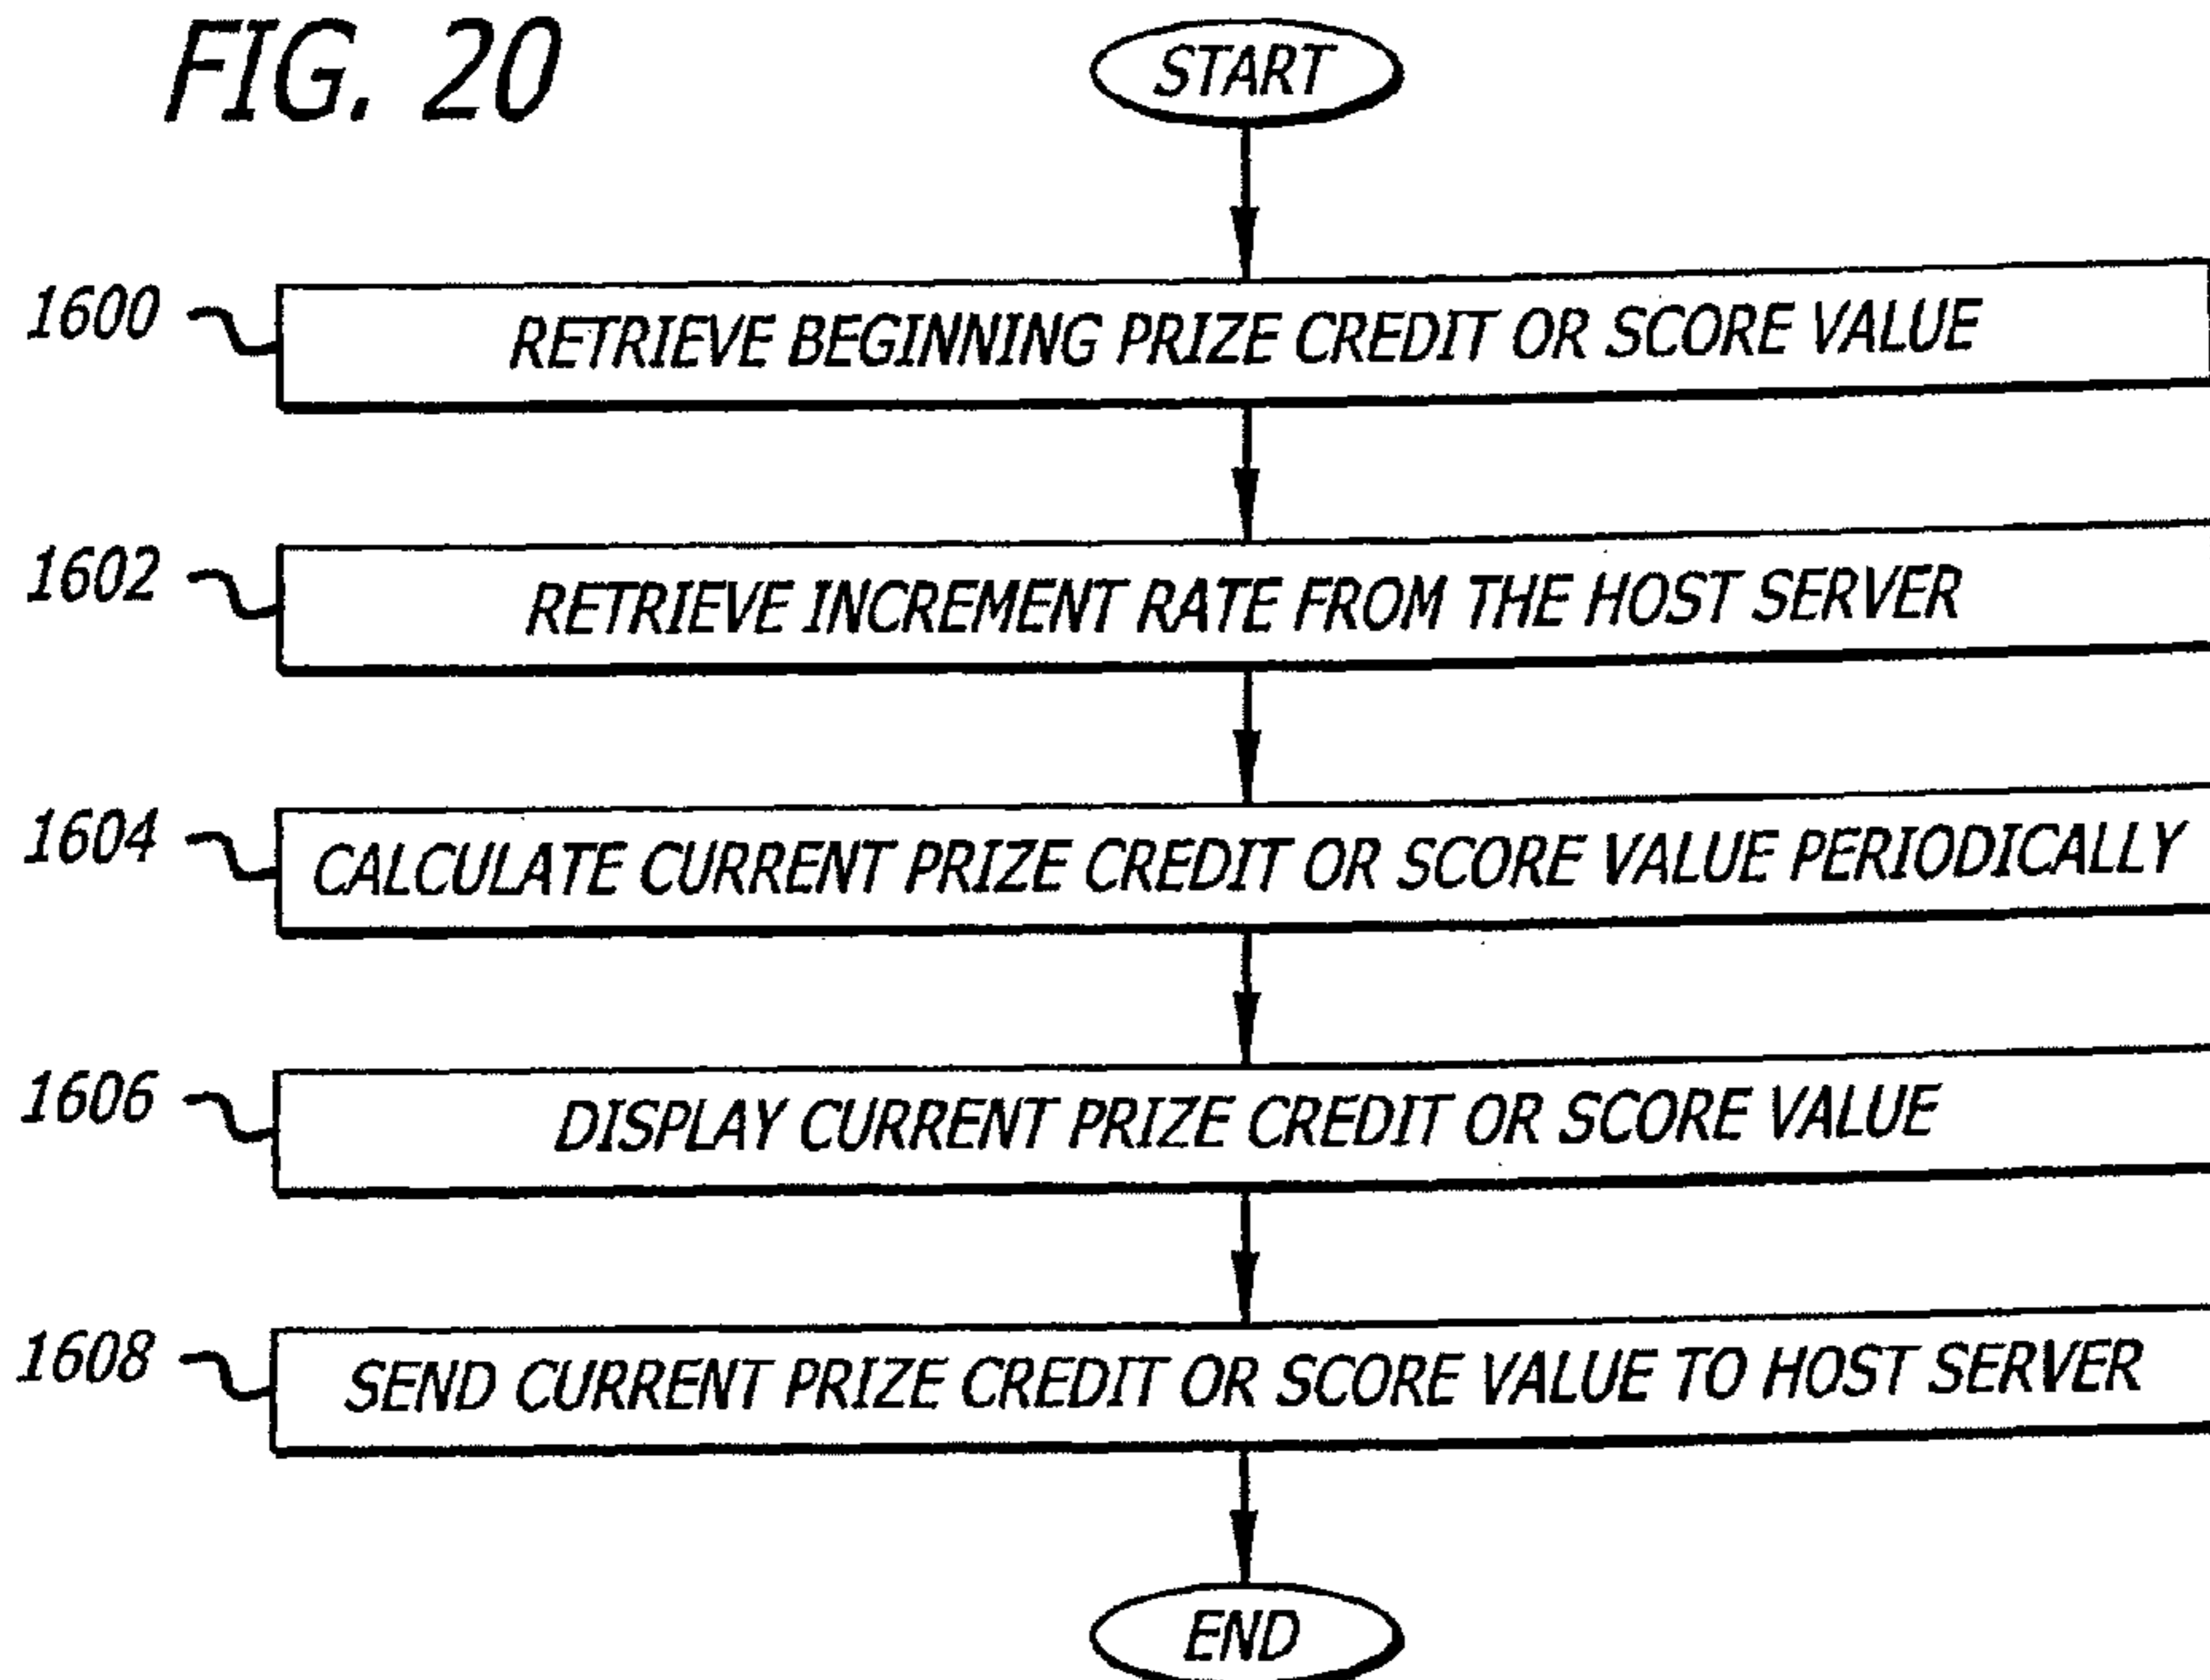 FIG. 20
START
1600
RETRIEVE BEGINNING PRIZE CREDIT OR SCORE VALUE
1602
RETRIEVE INCREMENT RATE FROM THE HOST SERVER
1604
CALCULATE CURRENT PRIZE CREDIT OR SCORE VALUE PERIODICALLY
1606
DISPLAY CURRENT PRIZE CREDIT OR SCORE VALUE
1608
SEND CURRENT PRIZE CREDIT OR SCORE VALUE TO HOST SERVER
END